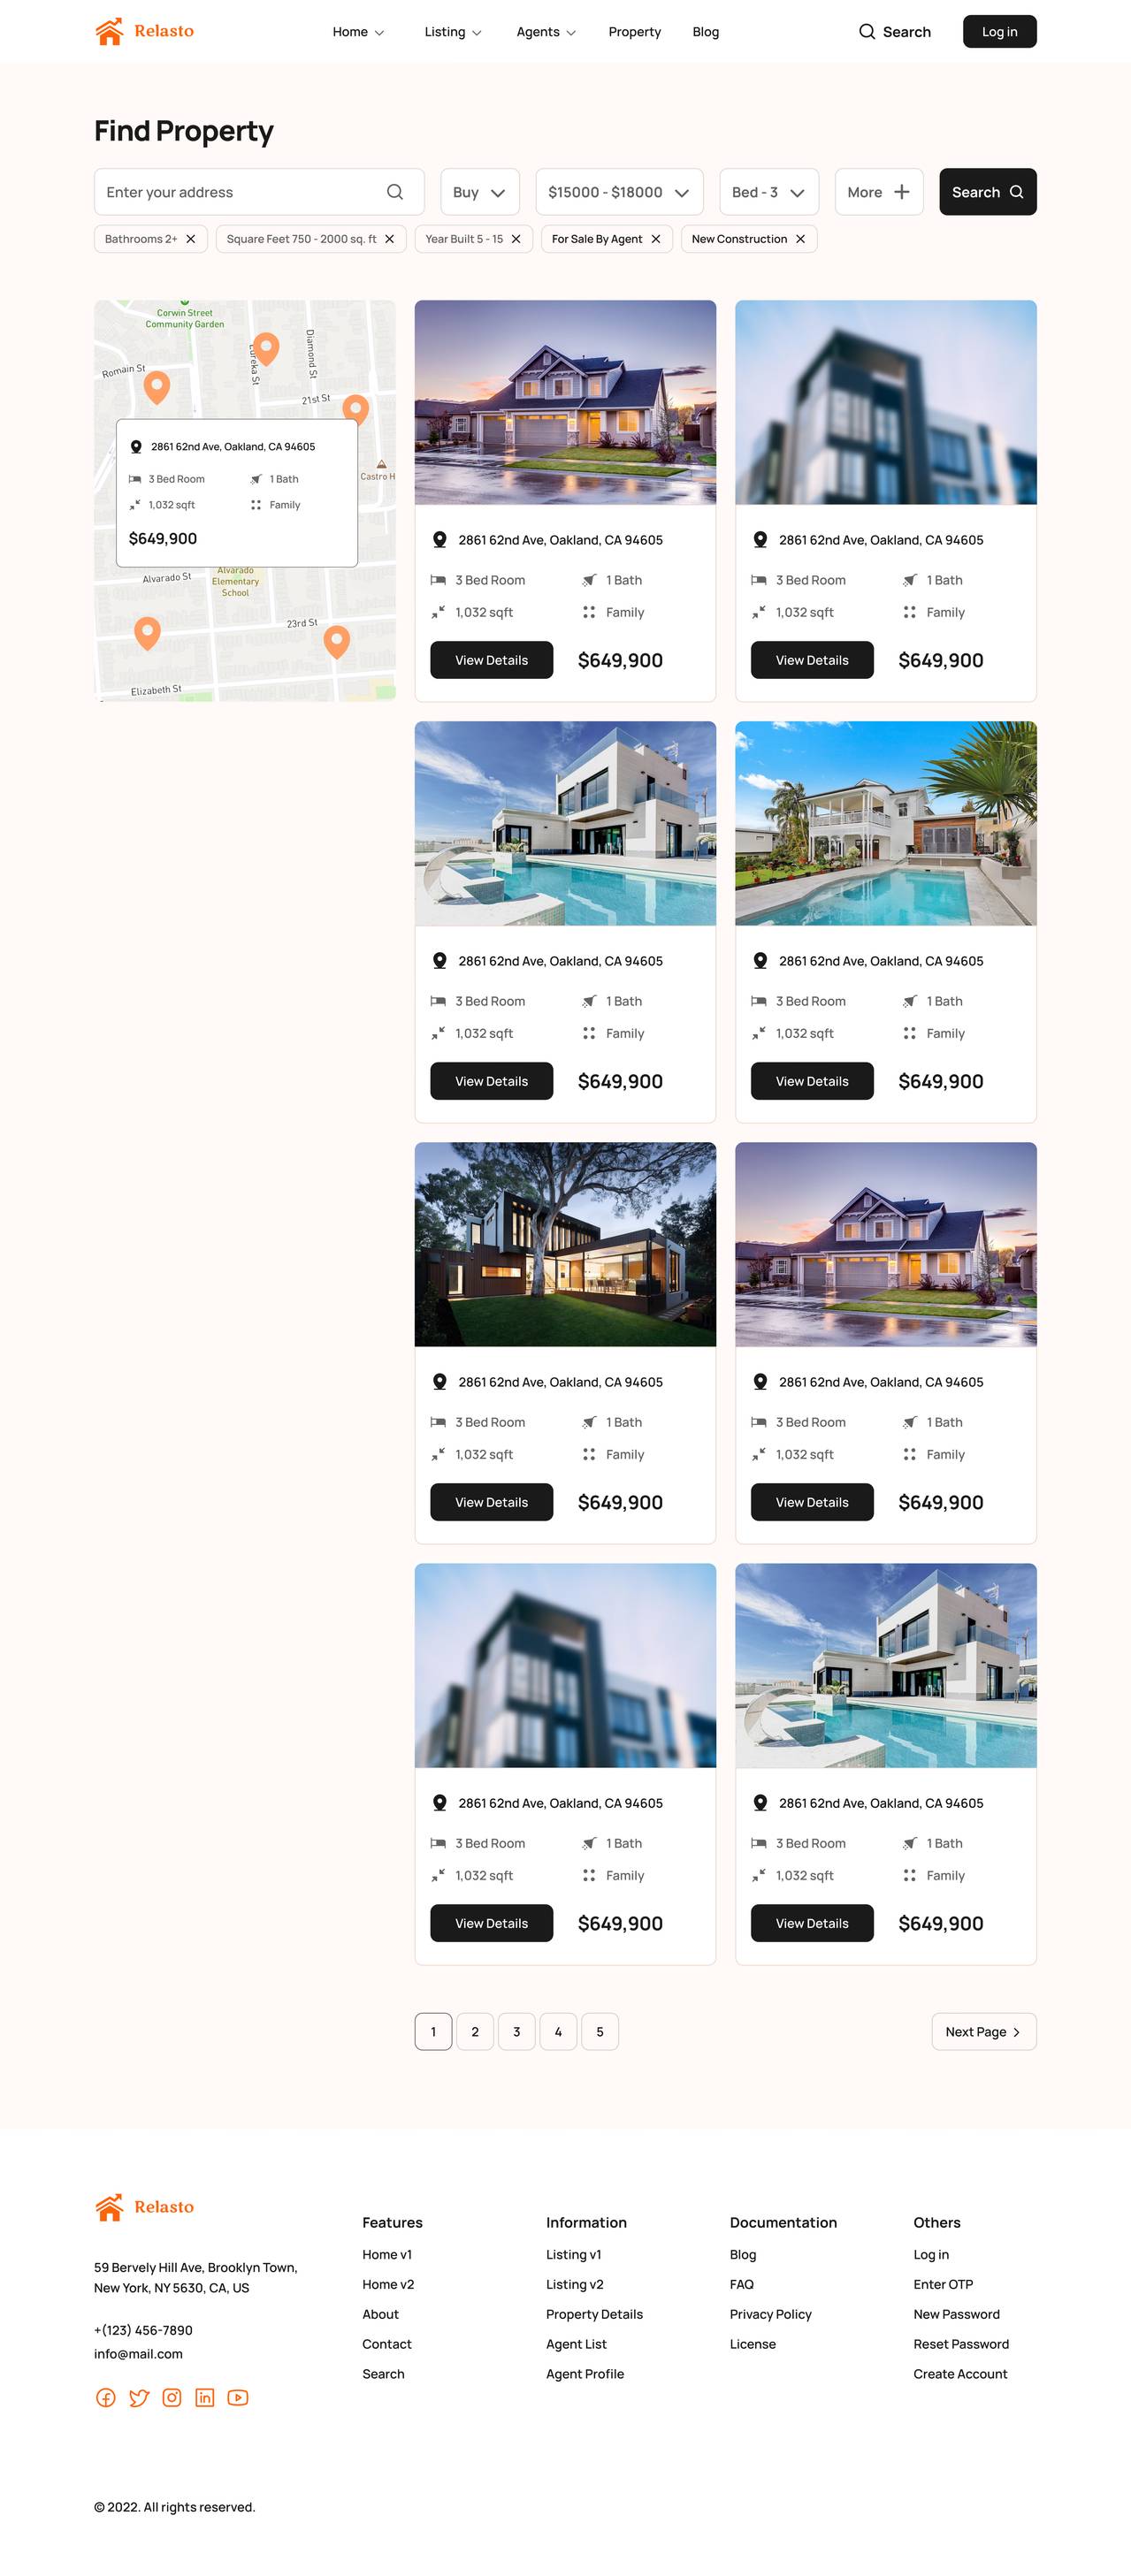 Relasto
Home Listing Agents Property Blog Search Log in
Find Property
Enter your address Buy $15000 - $18000 Bed - 3 More Search
Bathrooms 2+ Square Feet 750 - 2000 sq. ft Year Built 5 - 15 For Sale By Agent New Construction
Corwin Street
Community Garden
Eureka St
Diamond St
Romain St
21st St
2861 62nd Ave, Oakland, CA 94605
3 Bed Room 1 Bath
1,032 sqft Family
$649,900
Castro H
Alvarado St
Alvarado
Elementary
School
23rd St
Elizabeth St
2861 62nd Ave, Oakland, CA 94605
3 Bed Room 1 Bath
1,032 sqft Family
View Details $649,900
2861 62nd Ave, Oakland, CA 94605
3 Bed Room 1 Bath
1,032 sqft Family
View Details $649,900
2861 62nd Ave, Oakland, CA 94605
3 Bed Room 1 Bath
1,032 sqft Family
View Details $649,900
2861 62nd Ave, Oakland, CA 94605
3 Bed Room 1 Bath
1,032 sqft Family
View Details $649,900
2861 62nd Ave, Oakland, CA 94605
3 Bed Room 1 Bath
1,032 sqft Family
View Details $649,900
2861 62nd Ave, Oakland, CA 94605
3 Bed Room 1 Bath
1,032 sqft Family
View Details $649,900
2861 62nd Ave, Oakland, CA 94605
3 Bed Room 1 Bath
1,032 sqft Family
View Details $649,900
2861 62nd Ave, Oakland, CA 94605
3 Bed Room 1 Bath
1,032 sqft Family
View Details $649,900
1 2 3 4 5 Next Page
Relasto
59 Bervely Hill Ave, Brooklyn Town,
New York, NY 5630, CA, US
+(123) 456-7890
info@mail.com
Features
Home v1
Home v2
About
Contact
Search
Information
Listing v1
Listing v2
Property Details
Agent List
Agent Profile
Documentation
Blog
FAQ
Privacy Policy
License
Others
Log in
Enter OTP
New Password
Reset Password
Create Account
© 2022. All rights reserved.